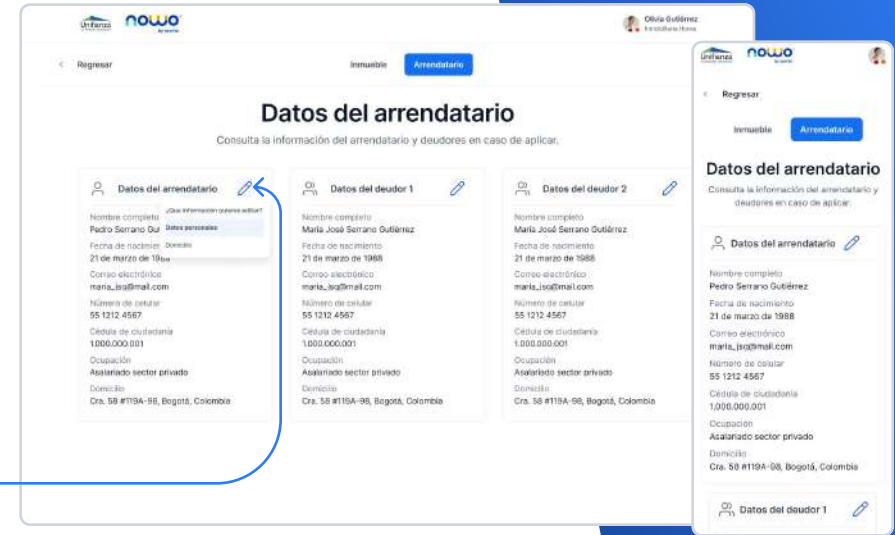 Unifianza
nowo
Olivia Gutiérrez
Inmobiliaria Home
Regresar
Inmueble
Arrendatario
Datos del arrendatario
Consulta la información del arrendatario y deudores en caso de aplicar.
Datos del arrendatario
¿Que información quieres editar?
Datos personales
Domicilio
Nombre completo
Pedro Serrano Gu
Fecha de nacimien
21 de marzo de 19
Correo electrónico
maria_jsg@mail.com
Número de celular
55 1212 4567
Cédula de ciudadanía
1.000.000.001
Ocupación
Asalariado sector privado
Domicilio
Cra. 58 #119A-98, Bogotá, Colombia
Datos del deudor 1
Nombre completo
María José Serrano Gutiérrez
Fecha de nacimiento
21 de marzo de 1988
Correo electrónico
maria_jsg@mail.com
Número de celular
55 1212 4567
Cédula de ciudadanía
1.000.000.001
Ocupación
Asalariado sector privado
Domicilio
Cra. 58 #119A-98, Bogotá, Colombia
Datos del deudor 2
Nombre completo
María José Serrano Gutiérrez
Fecha de nacimiento
21 de marzo de 1988
Correo electrónico
maria_jsg@mail.com
Número de celular
55 1212 4567
Cédula de ciudadanía
1.000.000.001
Ocupación
Asalariado sector privado
Domicilio
Cra. 58 #119A-98, Bogotá, Colombia
Unifianza
nowo
Regresar
Inmueble
Arrendatario
Datos del arrendatario
Consulta la información del arrendatario y
deudores en caso de aplicar.
Datos del arrendatario
Nombre completo
Pedro Serrano Gutiérrez
Fecha de nacimiento
21 de marzo de 1988
Correo electrónico
maria_jsg@mail.com
Número de celular
55 1212 4567
Cédula de ciudadanía
1,000.000.001
Ocupación
Asalariado sector privado
Domicilio
Cra. 58 #119A-98, Bogotá, Colombia
Datos del deudor 1